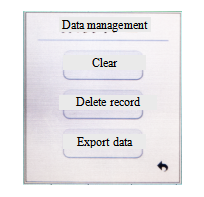 Data management
Clear
Delete record
Export data